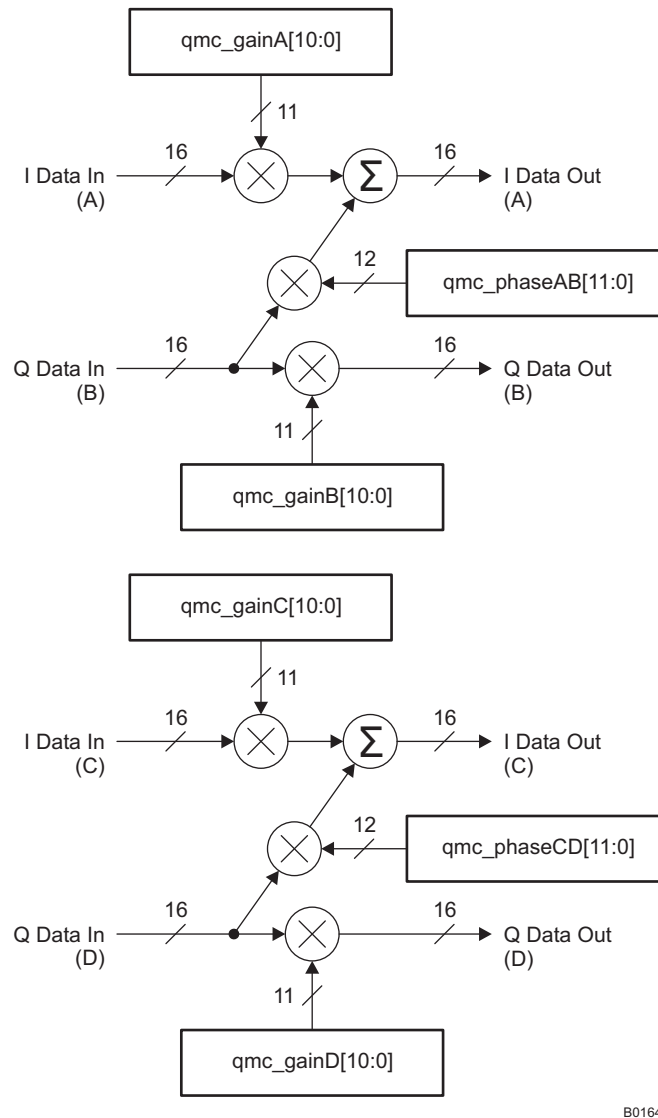 qmc_gainA[10:0]
11
16
16
I Data In
(A)
Σ
I Data Out
(A)
12
qmc_phaseAB[11:0]
16
16
Q Data In
(B)
Q Data Out
(B)
11
qmc_gainB[10:0]
qmc_gainC[10:0]
11
16
16
I Data In
(C)
Σ
I Data Out
(C)
12
qmc_phaseCD[11:0]
16
16
Q Data In
(D)
Q Data Out
(D)
11
qmc_gainD[10:0]